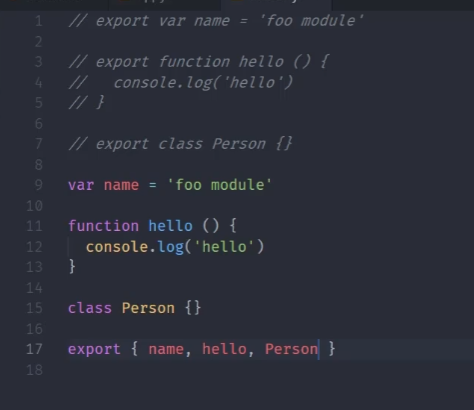 1 // export var name = 'foo module'
2
3 // export function hello () {
4 //   console.log('hello')
5 // }
6
7 // export class Person {}
8
9 var name = 'foo module'
10
11 function hello () {
12   console.log('hello')
13 }
14
15 class Person {}
16
17 export { name, hello, Person }
18